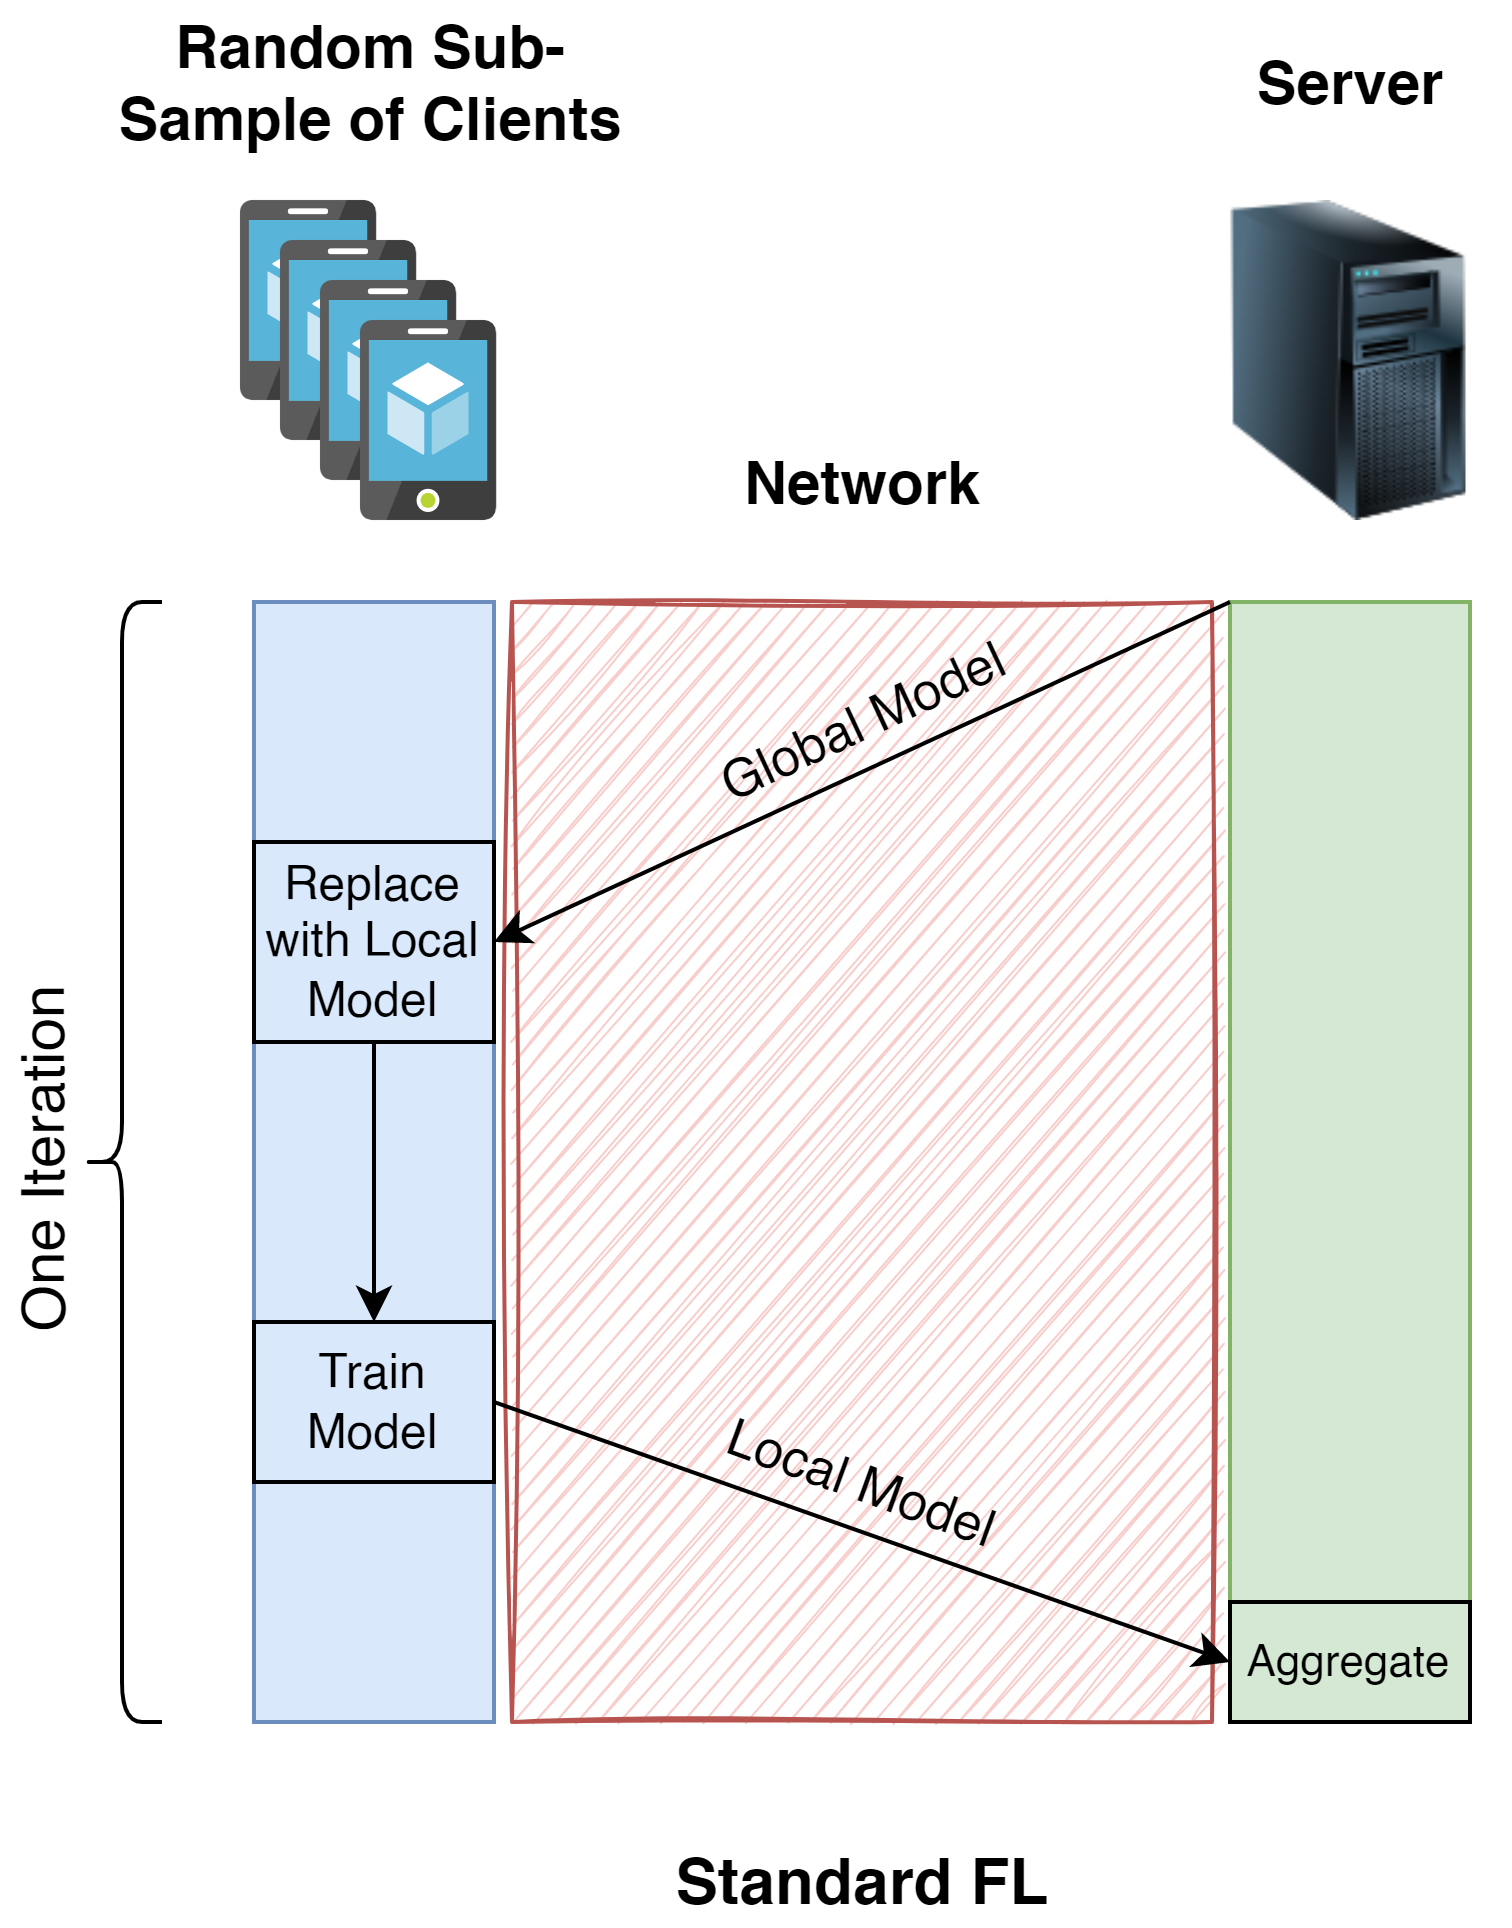 Random Sub-
Sample of Clients
Server
Network
Global Model
Replace
with Local
Model
One Iteration
Train
Model
Local Model
Aggregate
Standard FL